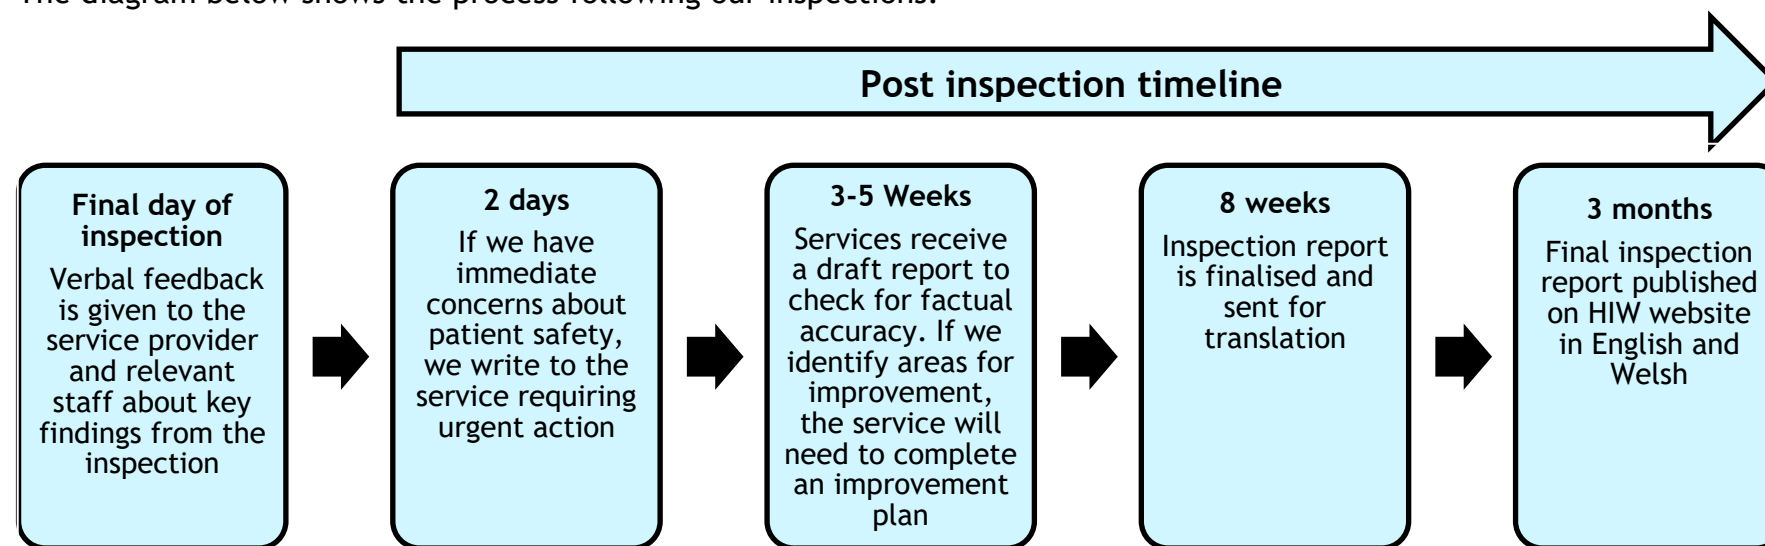 The diagram below shows the process following our inspections.
Post inspection timeline
Final day of
inspection
Verbal feedback
is given to the
service provider
and relevant
staff about key
findings from the
inspection
2 days
If we have
immediate
concerns about
patient safety,
we write to the
service requiring
urgent action
3-5 Weeks
Services receive
a draft report to
check for factual
accuracy. If we
identify areas for
improvement,
the service will
need to complete
an improvement
plan
8 weeks
Inspection report
is finalised and
sent for
translation
3 months
Final inspection
report published
on HIW website
in English and
Welsh